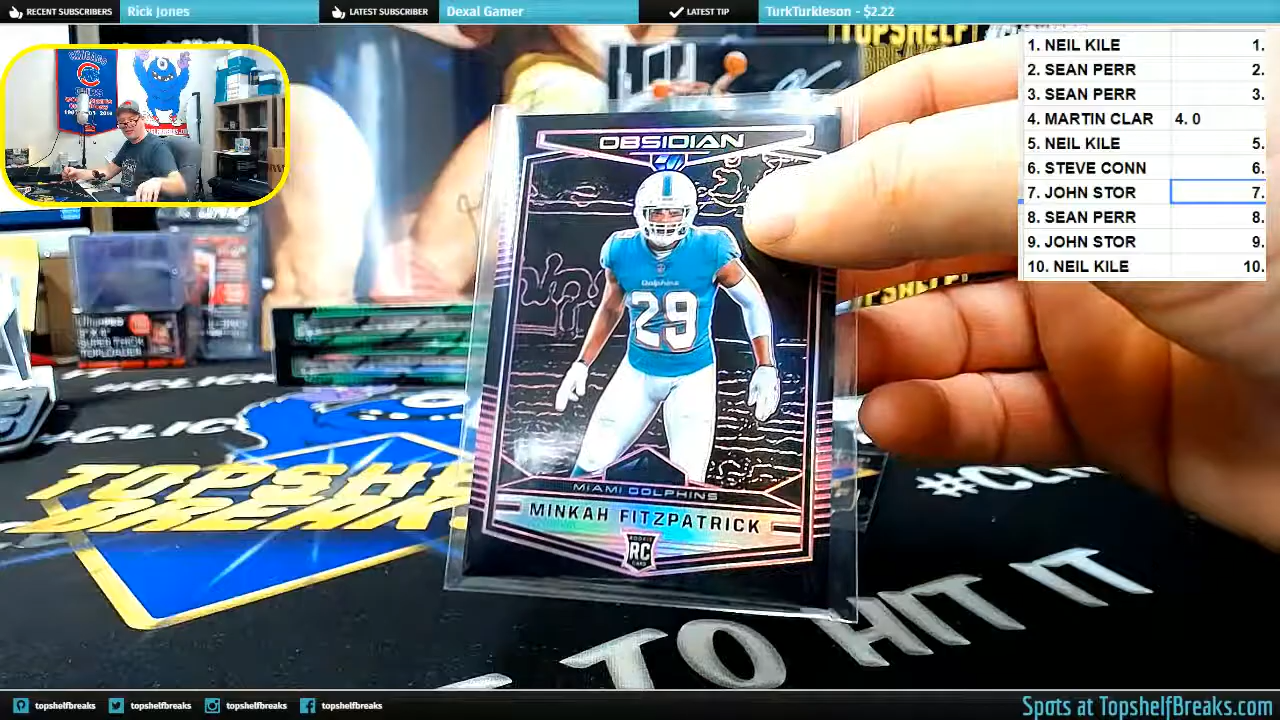 RECENT SUBSCRIBERS Rick Jones LATEST SUBSCRIBER Dexal Gamer LATEST TIP TurkTurkleson - $2.22
1. NEIL KILE 1.
2. SEAN PERR 2.
3. SEAN PERR 3.
4. MARTIN CLAR 4. 0
5. NEIL KILE 5.
6. STEVE CONN 6.
7. JOHN STOR 7.
8. SEAN PERR 8.
9. JOHN STOR 9.
10. NEIL KILE 10.
CHICAGO
CUBS
TOPSHELF
OBSIDIAN
Dolphins
29
MIAMI DOLPHINS
MINKAH FITZPATRICK
ROOKIE
RC
CARD
TOPSHELF
BREAKS
TO HIT IT
topshelfbreaks topshelfbreaks topshelfbreaks topshelfbreaks
Spots at TopshelfBreaks.com